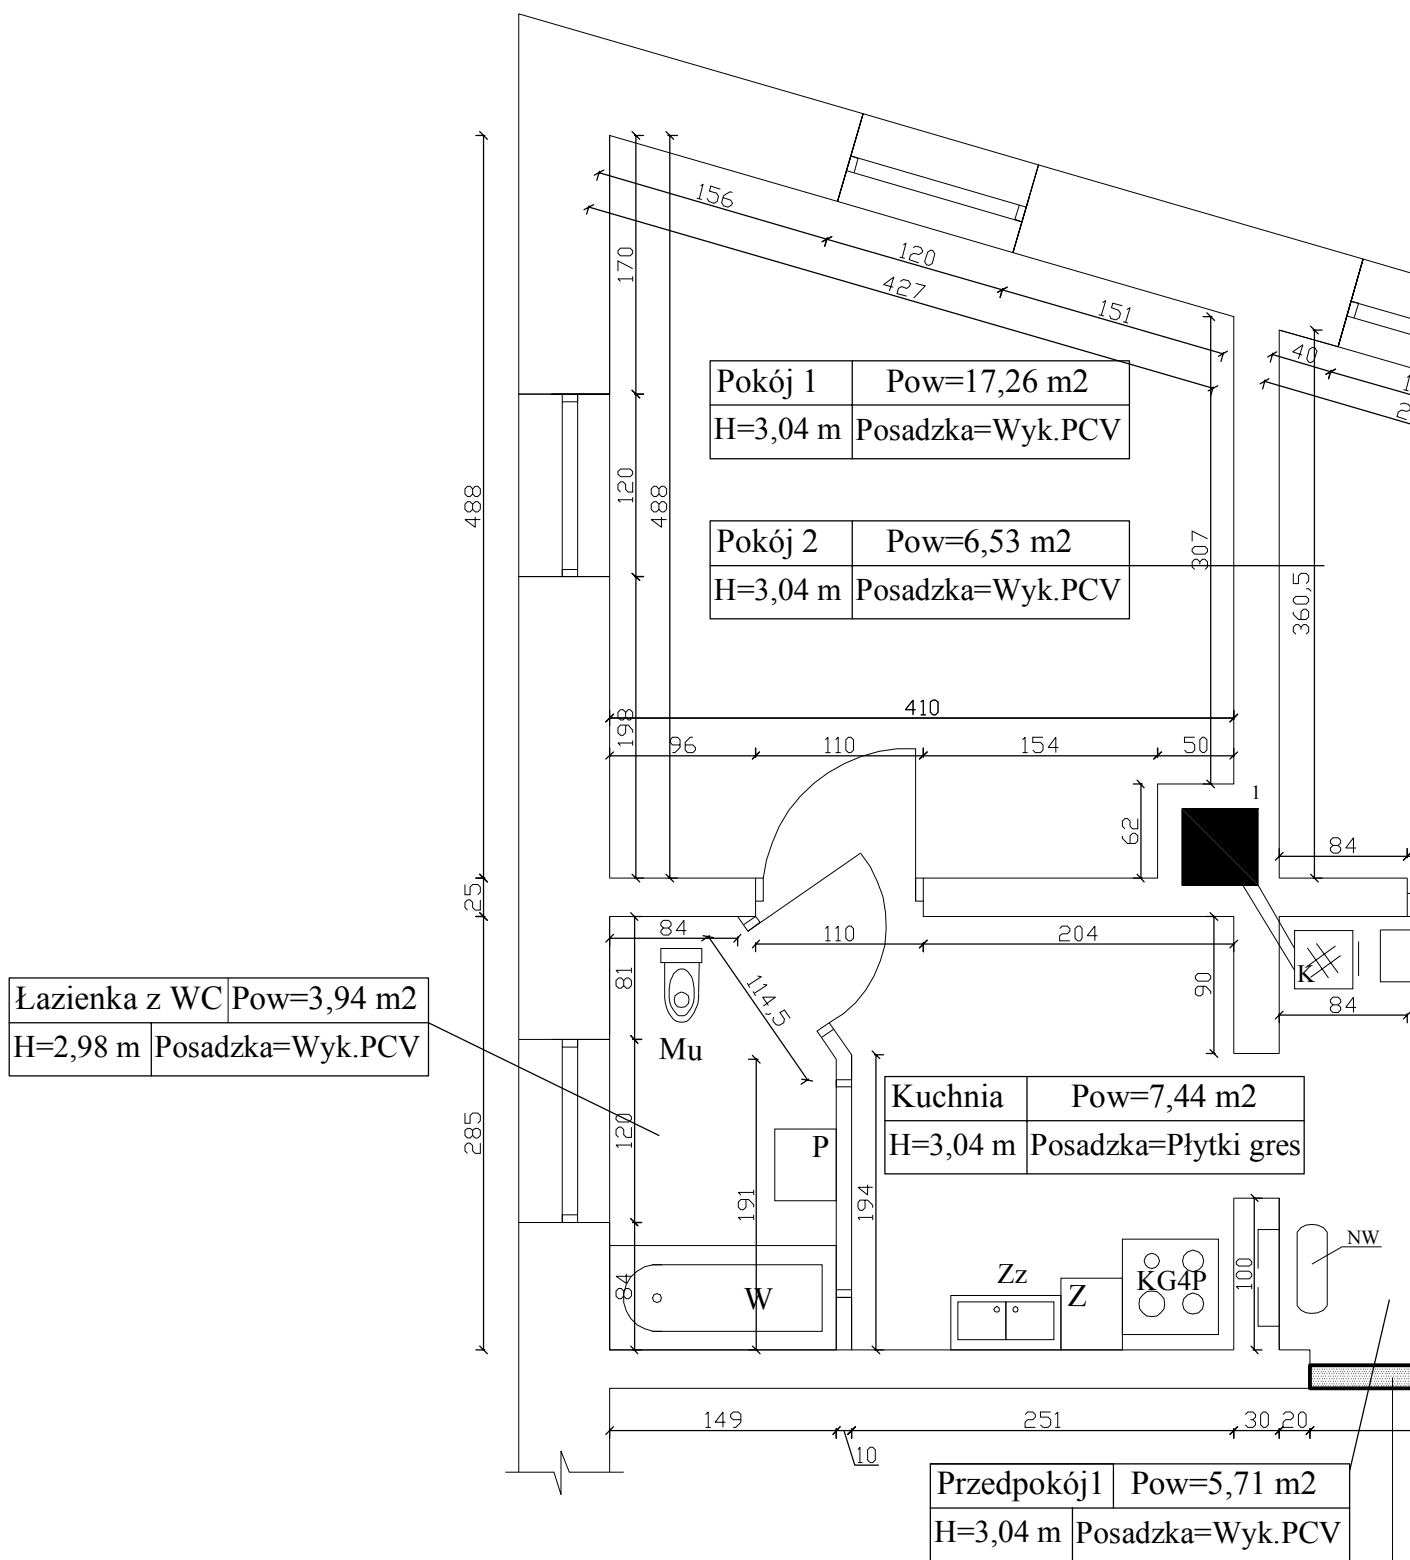 156
120
427
151
170
40
1
2
Pokój 1 Pow=17,26 m2
H=3,04 m Posadzka=Wyk.PCV
488
120
488
Pokój 2 Pow=6,53 m2
H=3,04 m Posadzka=Wyk.PCV
307
360,5
198
410
96 110 154 50
1
62
84
25
84 110 204
81
114,5
90
K
84
Łazienka z WC Pow=3,94 m2
H=2,98 m Posadzka=Wyk.PCV
Mu
Kuchnia Pow=7,44 m2
H=3,04 m Posadzka=Płytki gres
285
120
P
191
194
NW
84
W
Zz
Z
KG4P
100
149 251 30 20
10
Przedpokój1 Pow=5,71 m2
H=3,04 m Posadzka=Wyk.PCV